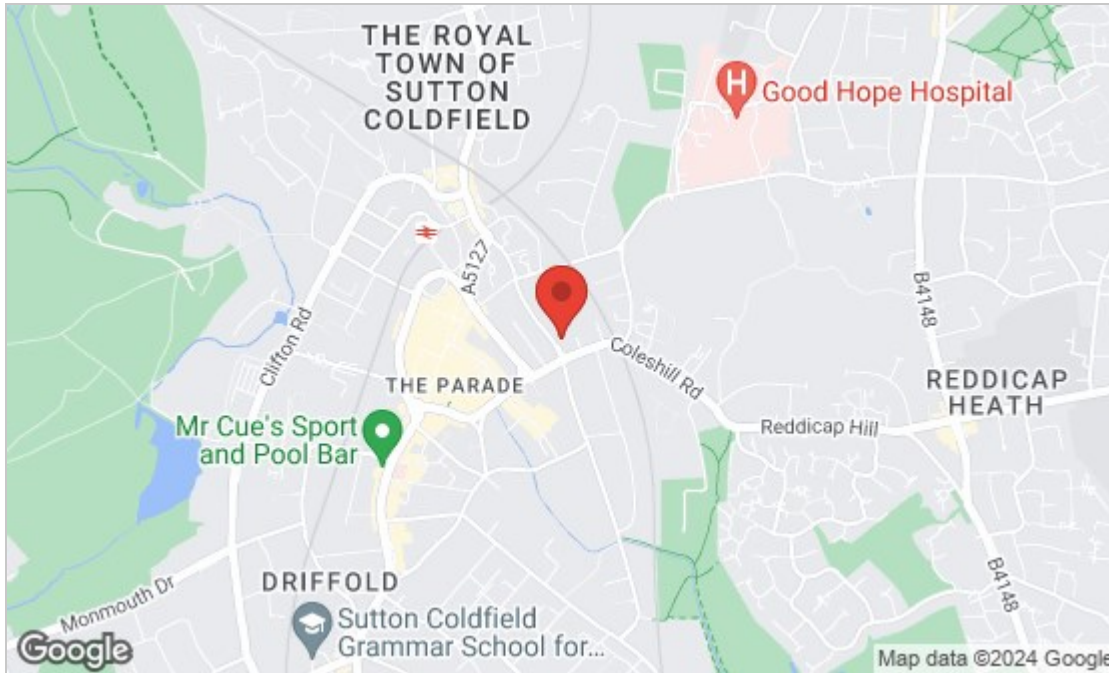 THE ROYAL
TOWN OF
SUTTON
COLDFIELD
H
Good Hope Hospital
A5127
B4148
Clifton Rd
Coleshill Rd
THE PARADE
REDDICAP
HEATH
Mr Cue's Sport
and Pool Bar
Reddicap Hill
B4148
DRIFFOLD
Monmouth Dr
Sutton Coldfield
Grammar School for...
Google
Map data ©2024 Google